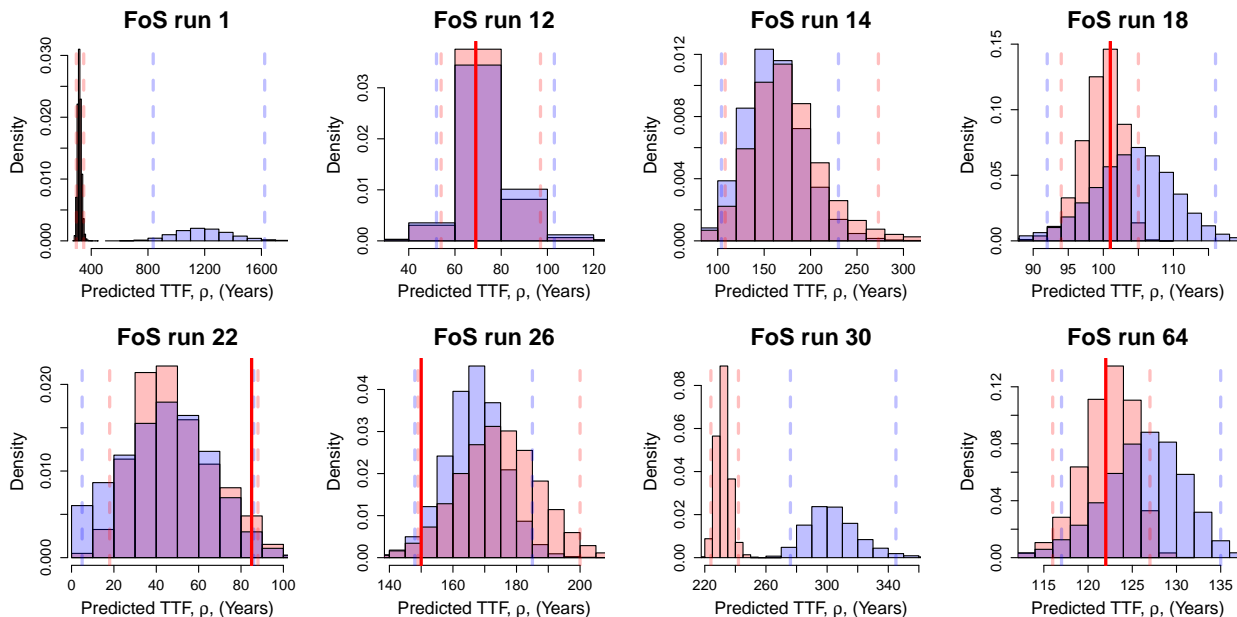 FoS run 1
Density
0.000 0.010 0.020 0.030
400 800 1200 1600
Predicted TTF, ρ, (Years)
FoS run 12
Density
0.00 0.01 0.02 0.03
40 60 80 100 120
Predicted TTF, ρ, (Years)
FoS run 14
Density
0.000 0.004 0.008 0.012
100 150 200 250 300
Predicted TTF, ρ, (Years)
FoS run 18
Density
0.00 0.05 0.10 0.15
90 95 100 110
Predicted TTF, ρ, (Years)
FoS run 22
Density
0.000 0.010 0.020
0 20 40 60 80 100
Predicted TTF, ρ, (Years)
FoS run 26
Density
0.00 0.01 0.02 0.03 0.04
140 160 180 200
Predicted TTF, ρ, (Years)
FoS run 30
Density
0.00 0.02 0.04 0.06 0.08
220 260 300 340
Predicted TTF, ρ, (Years)
FoS run 64
Density
0.00 0.04 0.08 0.12
115 120 125 130 135
Predicted TTF, ρ, (Years)